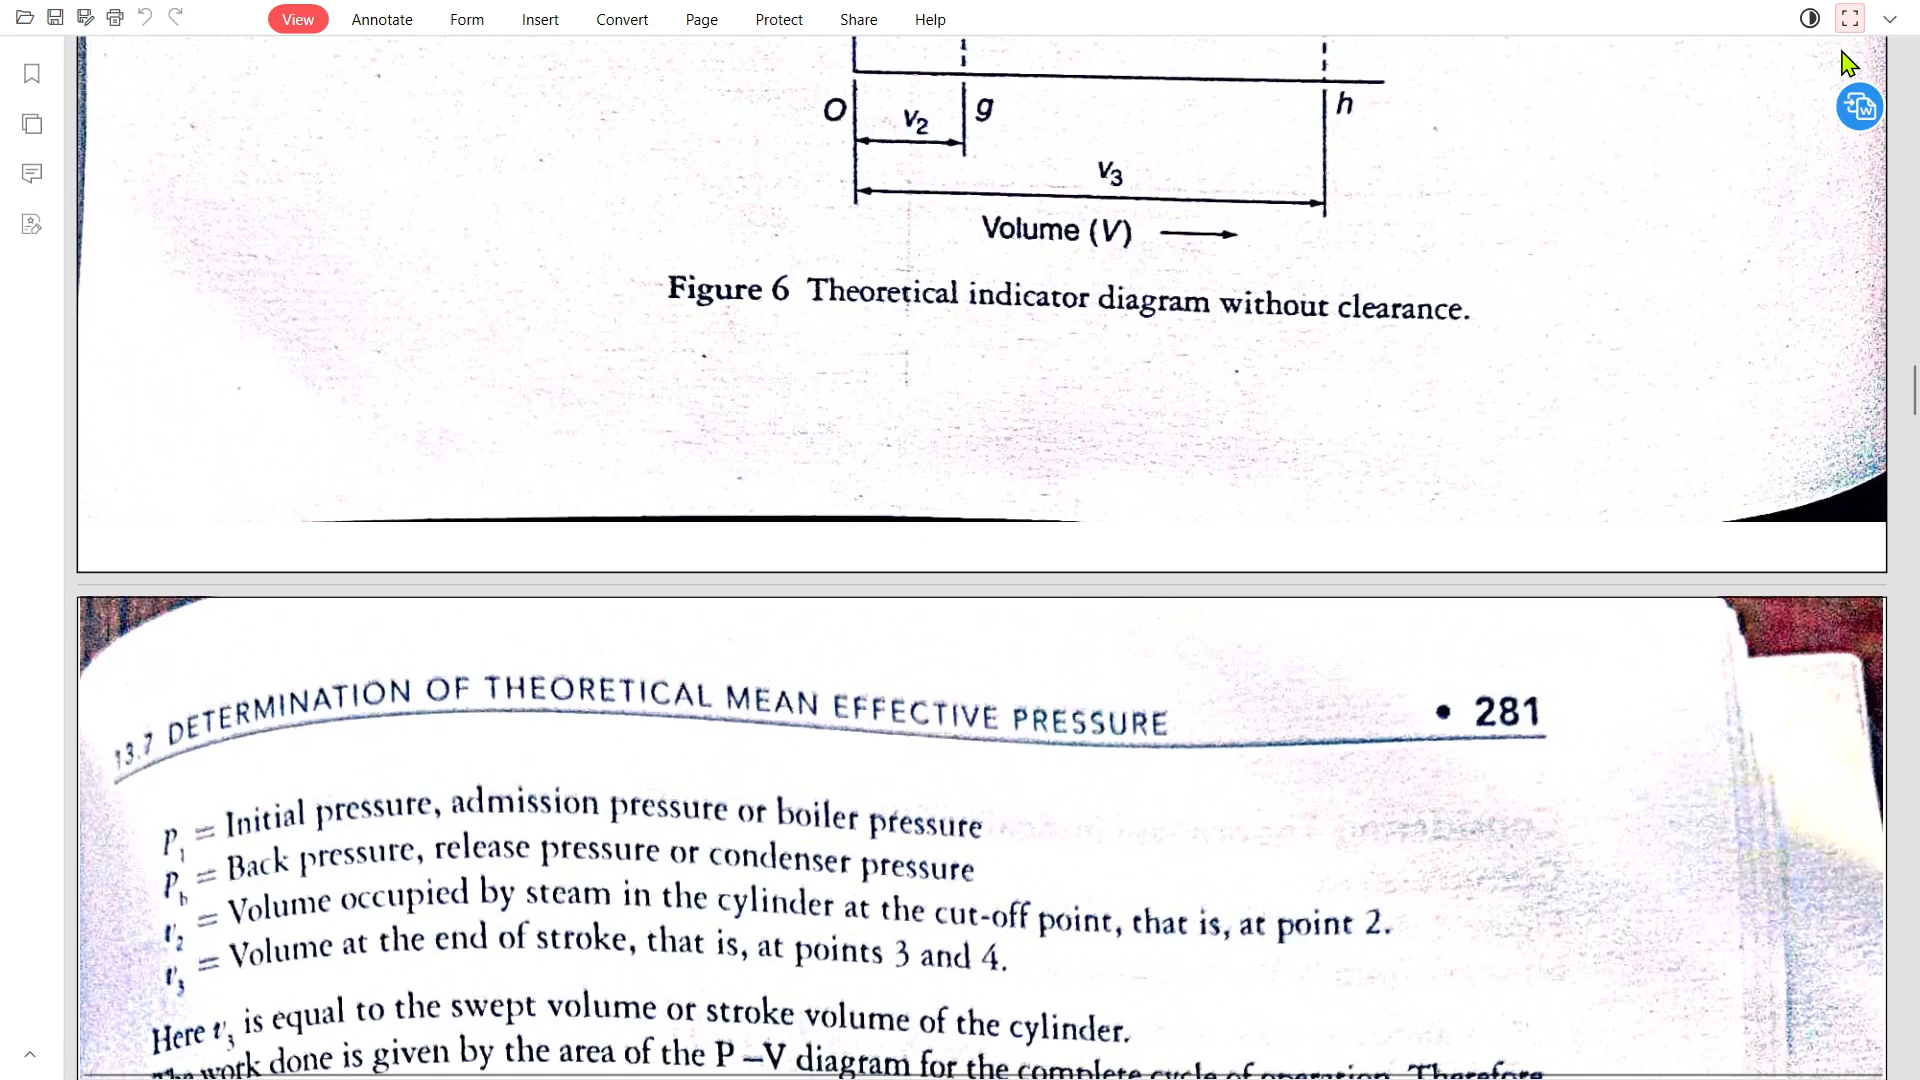 View Annotate Form Insert Convert Page Protect Share Help
O g h
v2
v3
Volume (V)
Figure 6 Theoretical indicator diagram without clearance.
13.7 DETERMINATION OF THEORETICAL MEAN EFFECTIVE PRESSURE • 281
P1 = Initial pressure, admission pressure or boiler pressure
Pb = Back pressure, release pressure or condenser pressure
v2 = Volume occupied by steam in the cylinder at the cut-off point, that is, at point 2.
v3 = Volume at the end of stroke, that is, at points 3 and 4.
Here v3 is equal to the swept volume or stroke volume of the cylinder.
work done is given by the area of the P–V diagram for the complete cycle of operation. Therefore